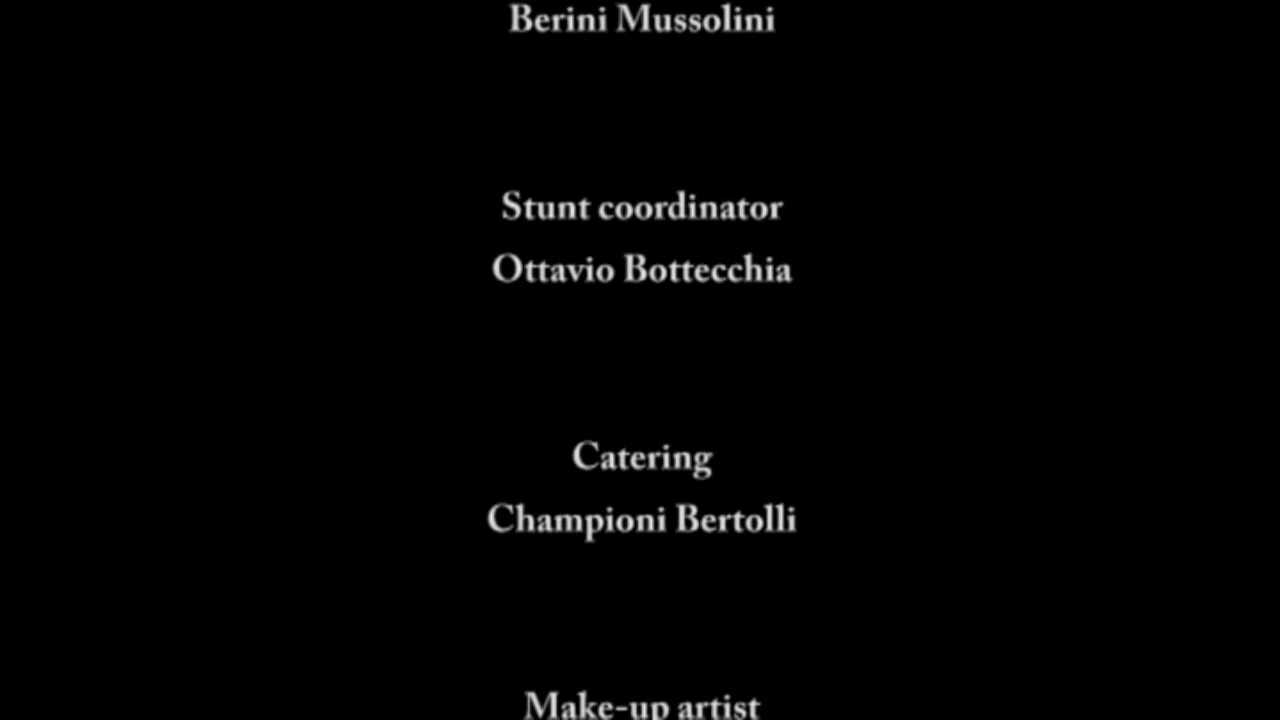 Berini Mussolini
Stunt coordinator
Ottavio Bottecchia
Catering
Championi Bertolli
Make-up artist